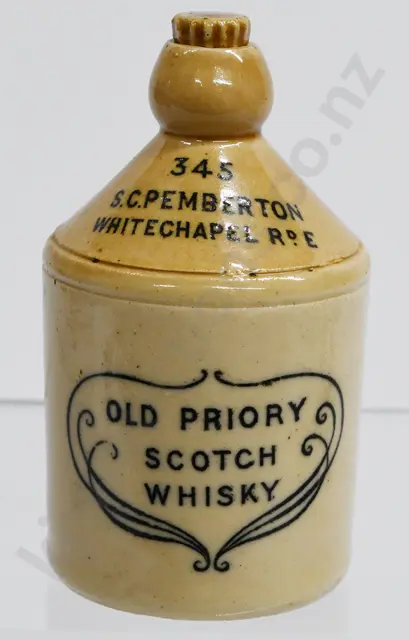 345
S.C.PEMBERTON
WHITECHAPEL Rᴰ E
OLD PRIORY
SCOTCH
WHISKY